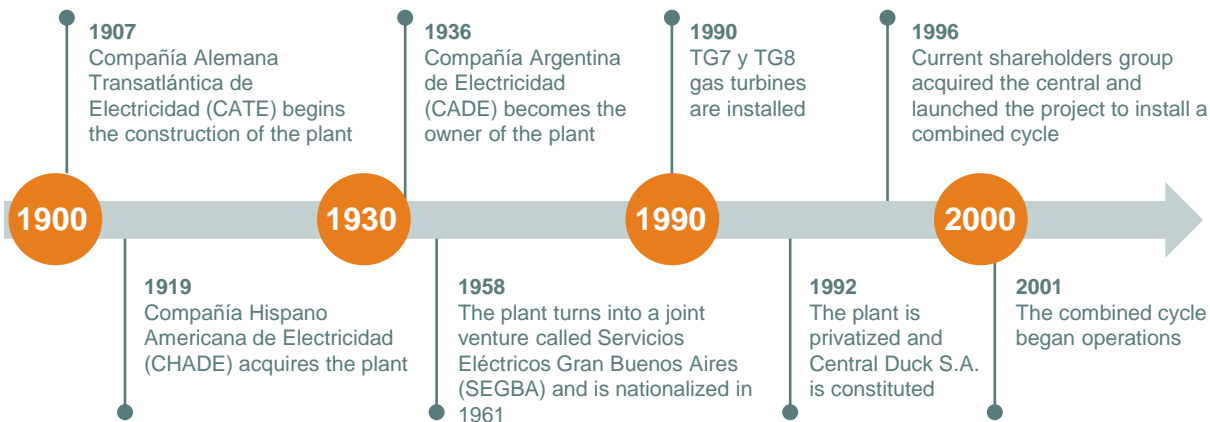 1907
Compañía Alemana
Transatlántica de
Electricidad (CATE) begins
the construction of the plant
1936
Compañía Argentina
de Electricidad
(CADE) becomes the
owner of the plant
1990
TG7 y TG8
gas turbines
are installed
1996
Current shareholders group
acquired the central and
launched the project to install a
combined cycle
1900
1930
1990
2000
1919
Compañía Hispano
Americana de Electricidad
(CHADE) acquires the plant
1958
The plant turns into a joint
venture called Servicios
Eléctricos Gran Buenos Aires
(SEGBA) and is nationalized in
1961
1992
The plant is
privatized and
Central Duck S.A.
is constituted
2001
The combined cycle
began operations